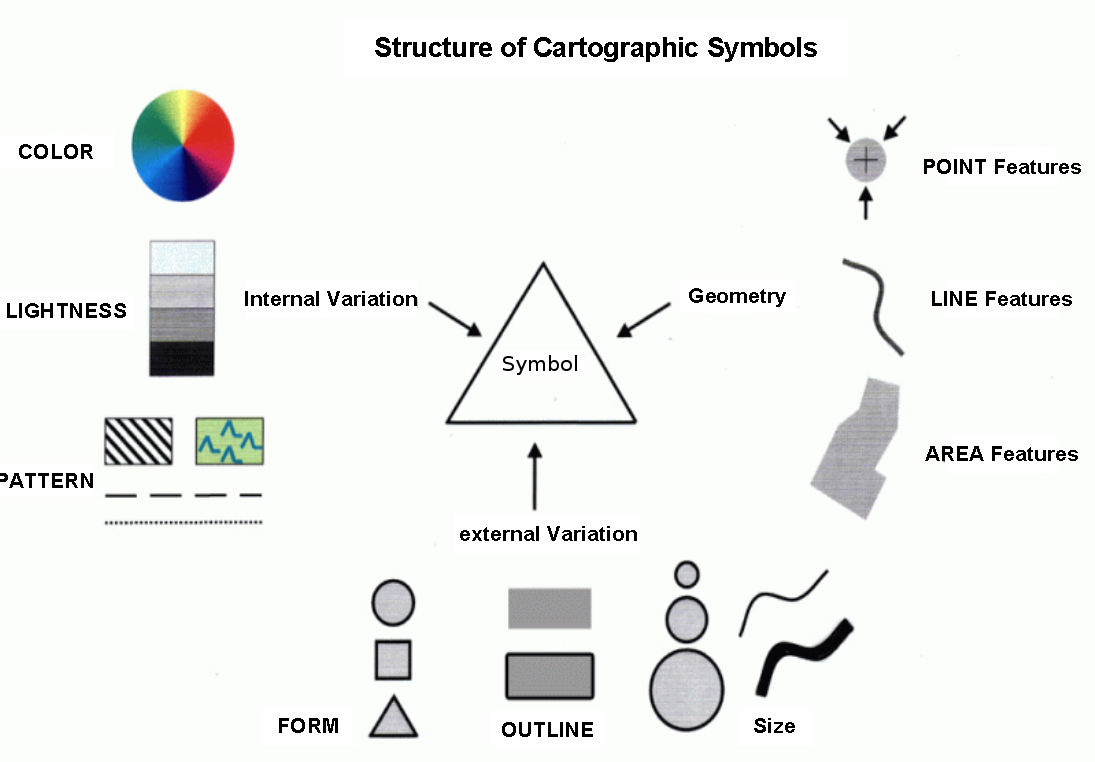 Structure of Cartographic Symbols
COLOR
POINT Features
LIGHTNESS
Internal Variation
Geometry
LINE Features
Symbol
PATTERN
AREA Features
external Variation
FORM
OUTLINE
Size